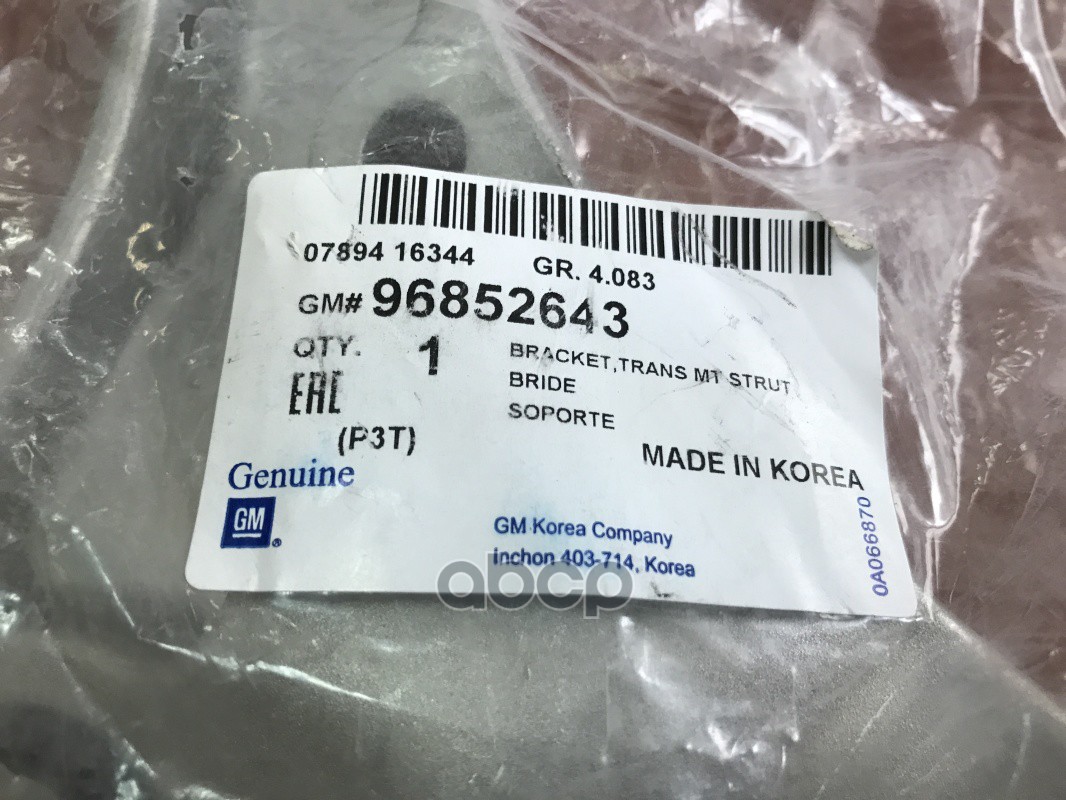 07894 16344 GR. 4.083
GM# 96852643
QTY. 1 BRACKET,TRANS MT STRUT
EAC BRIDE
SOPORTE
(P3T)
MADE IN KOREA
Genuine
GM®
GM Korea Company
Inchon 403-714, Korea
0A066870
abcp